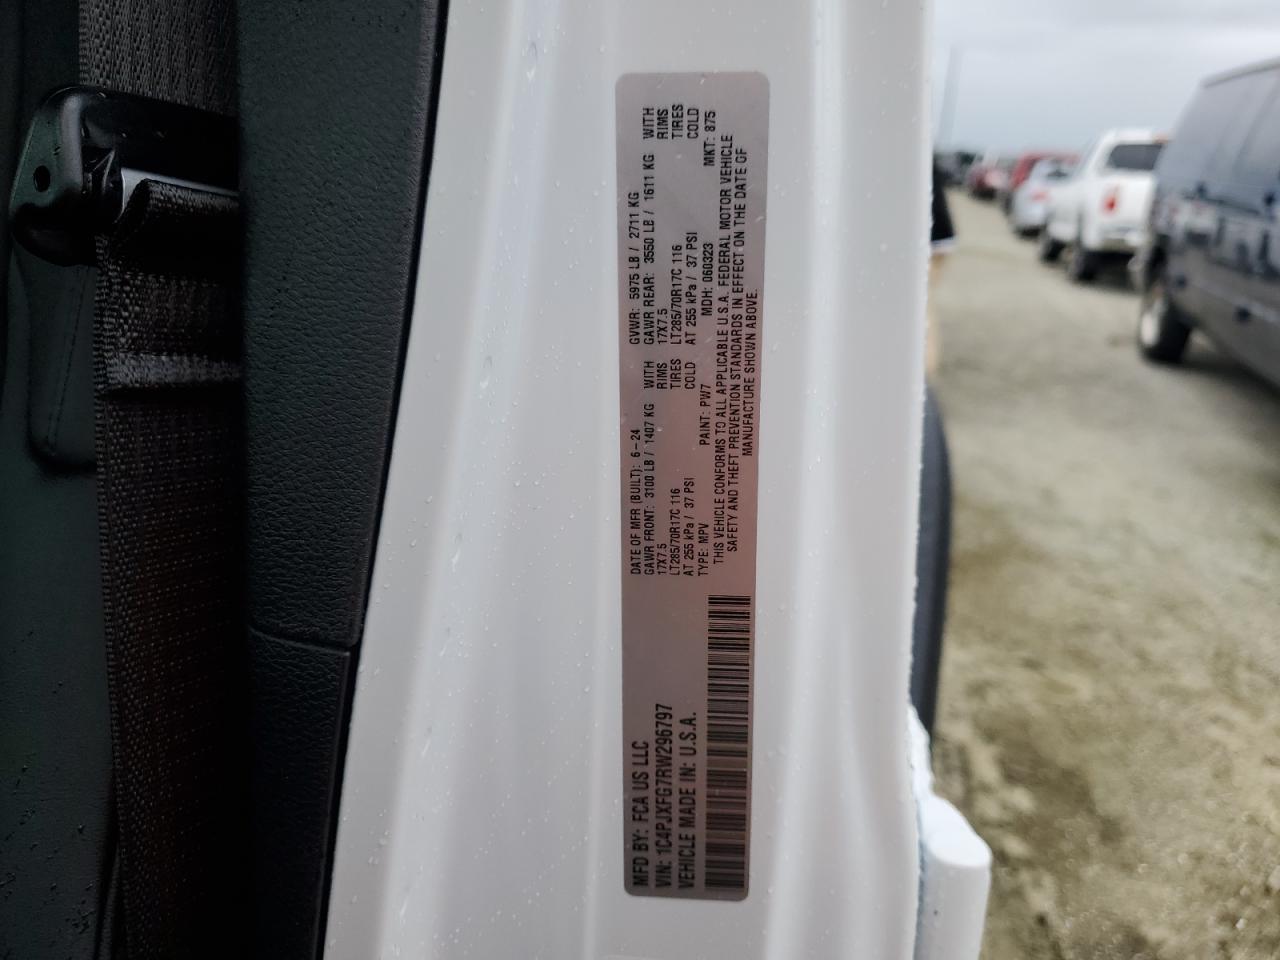 MFD BY: FCA US LLC
VIN: 1C4PJXFG7RW296797
VEHICLE MADE IN: U.S.A.
DATE OF MFR (BUILT): 6-24
GAWR FRONT: 3100 LB / 1407 KG WITH
17X7.5 RIMS
LT285/70R17C 116 TIRES
AT 255 kPa / 37 PSI COLD
GVWR: 5975 LB / 2711 KG
GAWR REAR: 3550 LB / 1611 KG WITH
17X7.5 RIMS
LT285/70R17C 116 TIRES
AT 255 kPa / 37 PSI COLD
TYPE: MPV PAINT: PW7 MDH: 060323 MKT: 875
THIS VEHICLE CONFORMS TO ALL APPLICABLE U.S.A. FEDERAL MOTOR VEHICLE
SAFETY AND THEFT PREVENTION STANDARDS IN EFFECT ON THE DATE OF
MANUFACTURE SHOWN ABOVE.